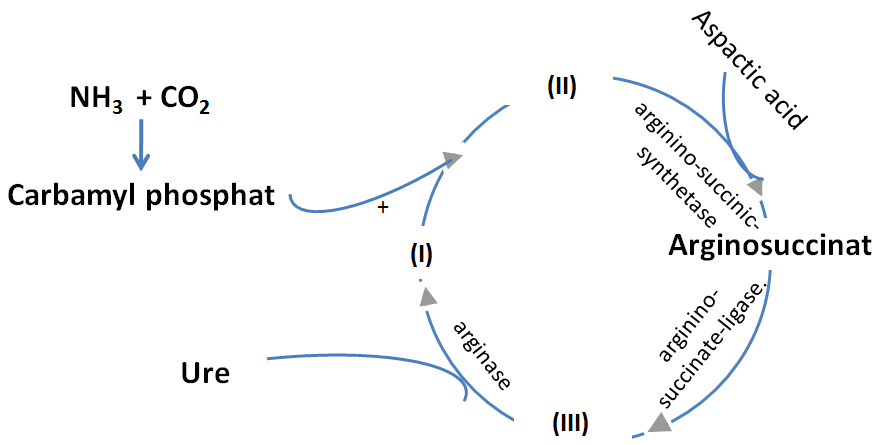 NH3 + CO2
Carbamyl phosphat
+
(I)
(II)
Aspactic acid
arginino-succinic-
synthetase
Arginosuccinat
arginino-
succinate-ligase.
(III)
arginase
Ure